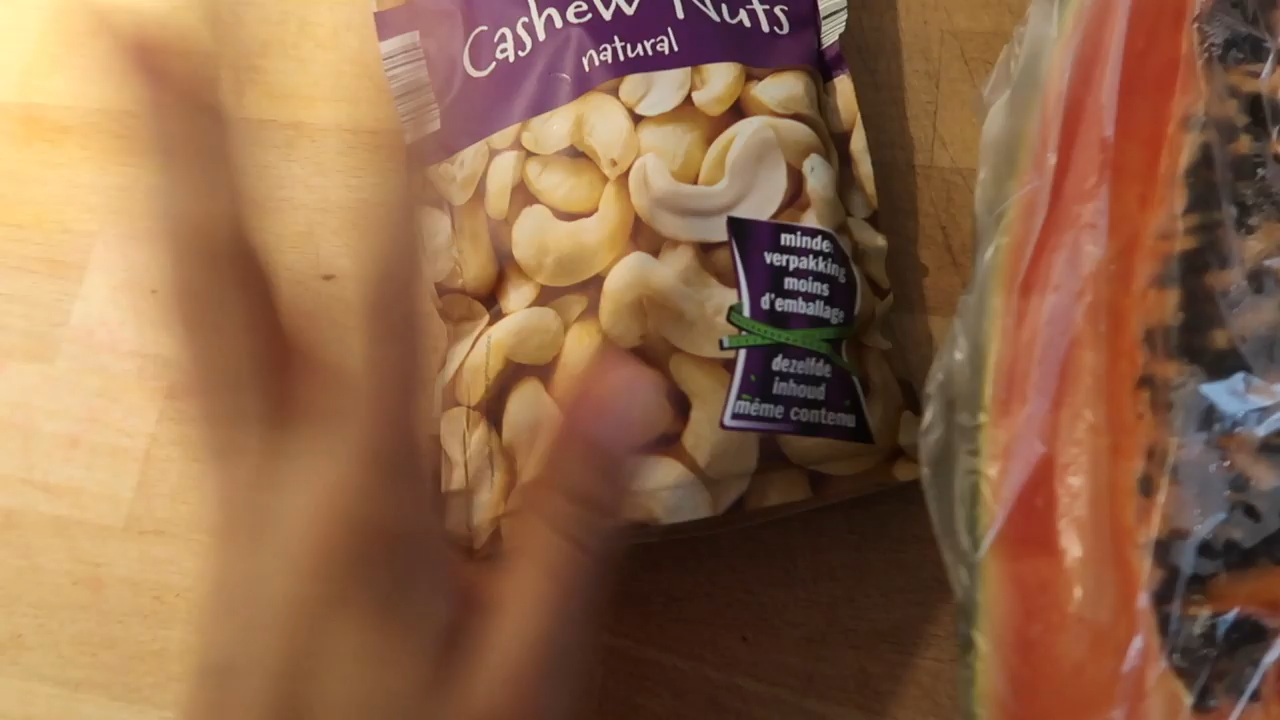 Cashew Nuts
natural
minder
verpakking
moins
d'emballage
dezelfde
inhoud
même contenu